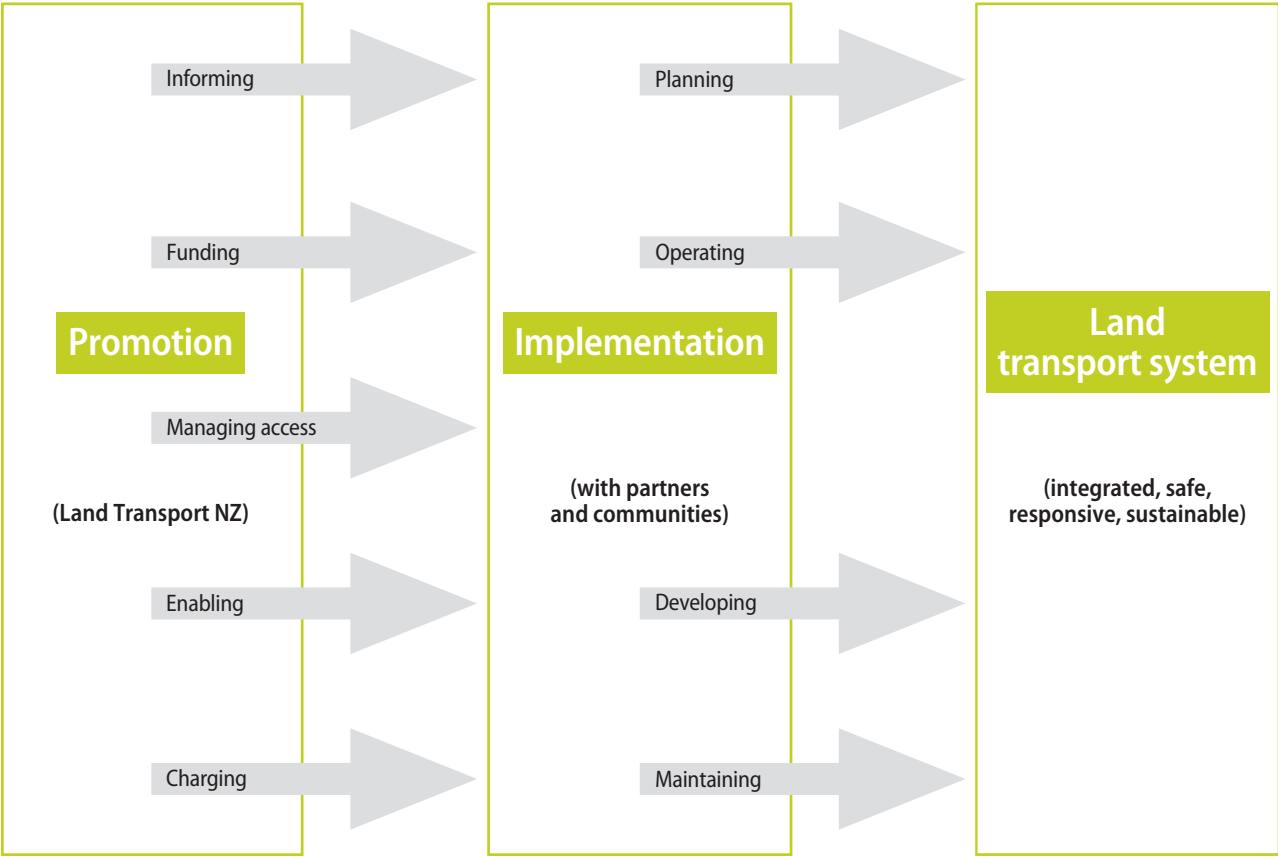 Informing
Funding
Promotion
Managing access
(Land Transport NZ)
Enabling
Charging
Planning
Operating
Implementation
(with partners
and communities)
Developing
Maintaining
Land
transport system
(integrated, safe,
responsive, sustainable)